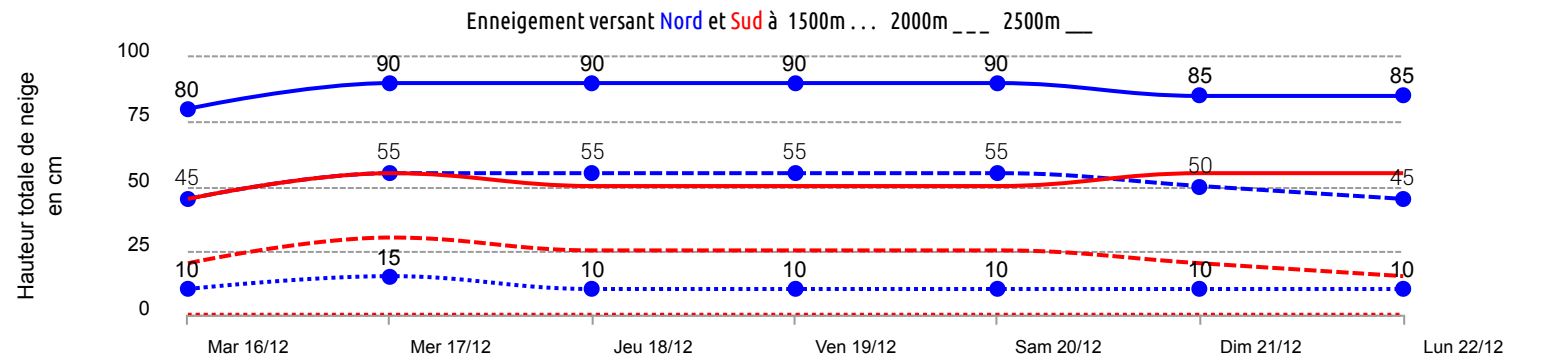 Enneigement versant Nord et Sud à 1500m . . . 2000m _ _ _ 2500m __
Hauteur totale de neige
en cm
100
75
50
25
0
80 90 90 90 90 85 85
45 55 55 55 55 50 45
10 15 10 10 10 10 10
Mar 16/12 Mer 17/12 Jeu 18/12 Ven 19/12 Sam 20/12 Dim 21/12 Lun 22/12